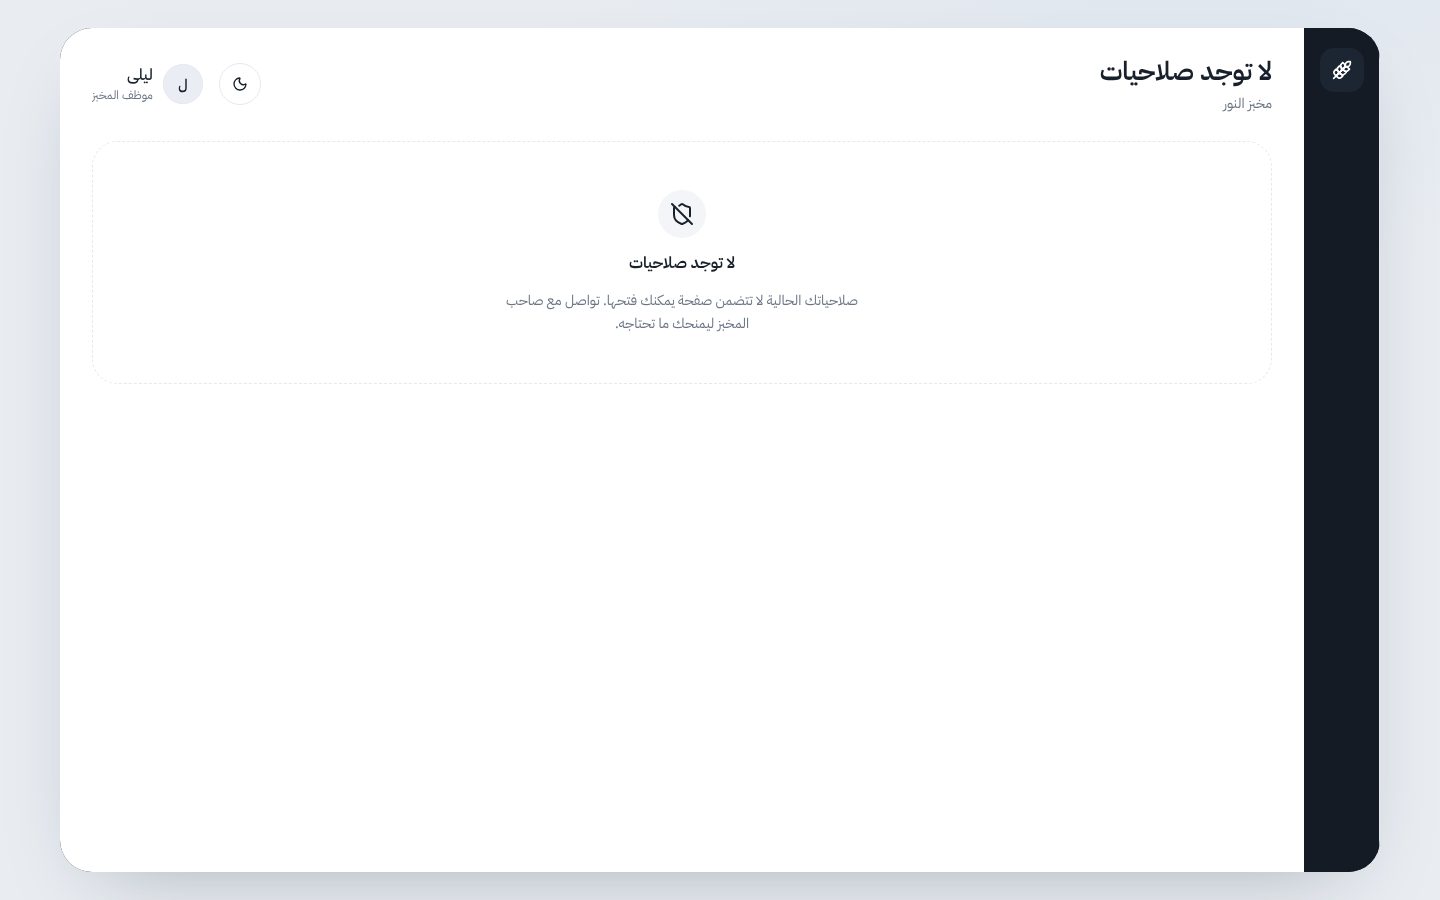 لا توجد صلاحيات
مخبز النور
ل
ليلى
موظف المخبز
لا توجد صلاحيات
صلاحياتك الحالية لا تتضمن صفحة يمكنك فتحها. تواصل مع صاحب
المخبز ليمنحك ما تحتاجه.